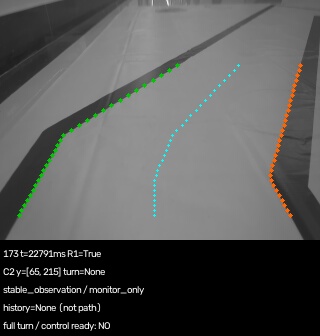 173 t=22791ms R1=True
C2 y=[65, 215] turn=None
stable_observation / monitor_only
history=None (not path)
full turn / control ready: NO